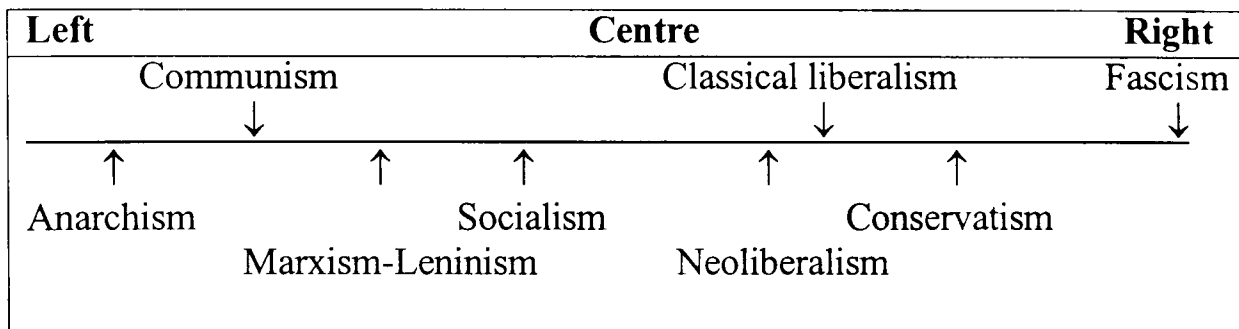 Left Centre Right
Communism Classical liberalism Fascism
Anarchism Socialism Conservatism
Marxism-Leninism Neoliberalism